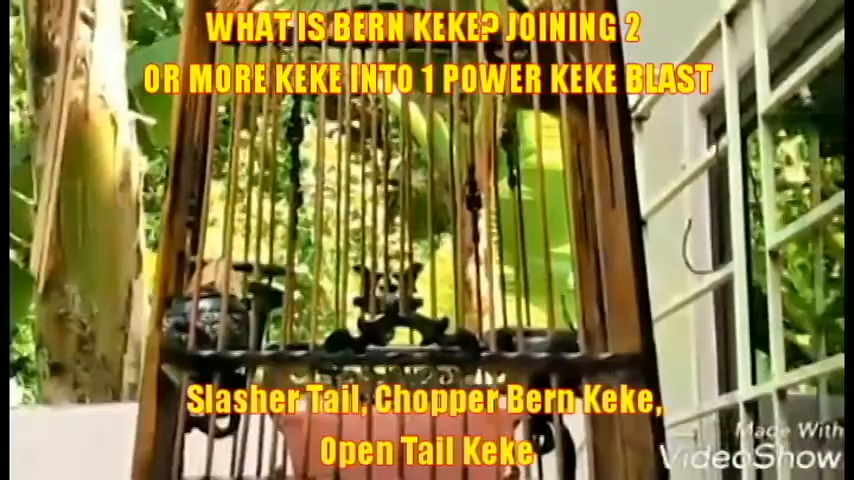 WHAT IS BERN KEKE? JOINING 2
OR MORE KEKE INTO 1 POWER KEKE BLAST
Slasher Tail, Chopper Bern Keke,
Open Tail Keke
Made With
VideoShow